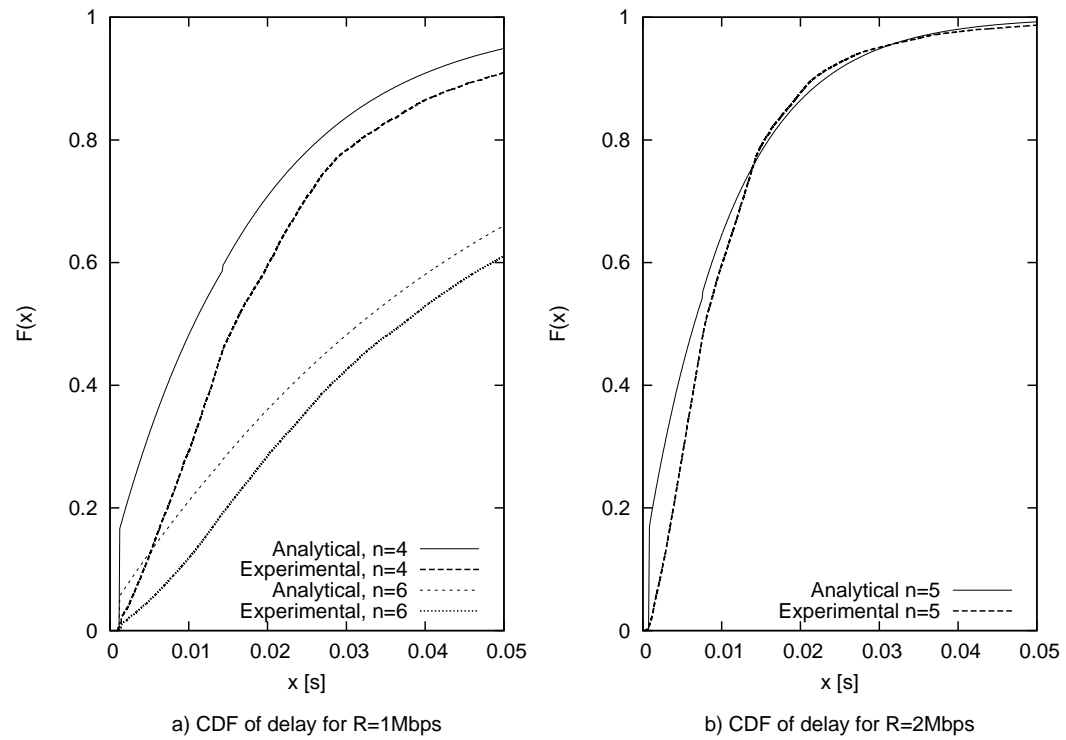 1
0.8
0.6
0.4
0.2
0
F(x)
0
0.01
0.02
0.03
0.04
0.05
x [s]
Analytical, n=4
Experimental, n=4
Analytical, n=6
Experimental, n=6
a) CDF of delay for R=1Mbps
1
0.8
0.6
0.4
0.2
0
F(x)
0
0.01
0.02
0.03
0.04
0.05
x [s]
Analytical n=5
Experimental n=5
b) CDF of delay for R=2Mbps